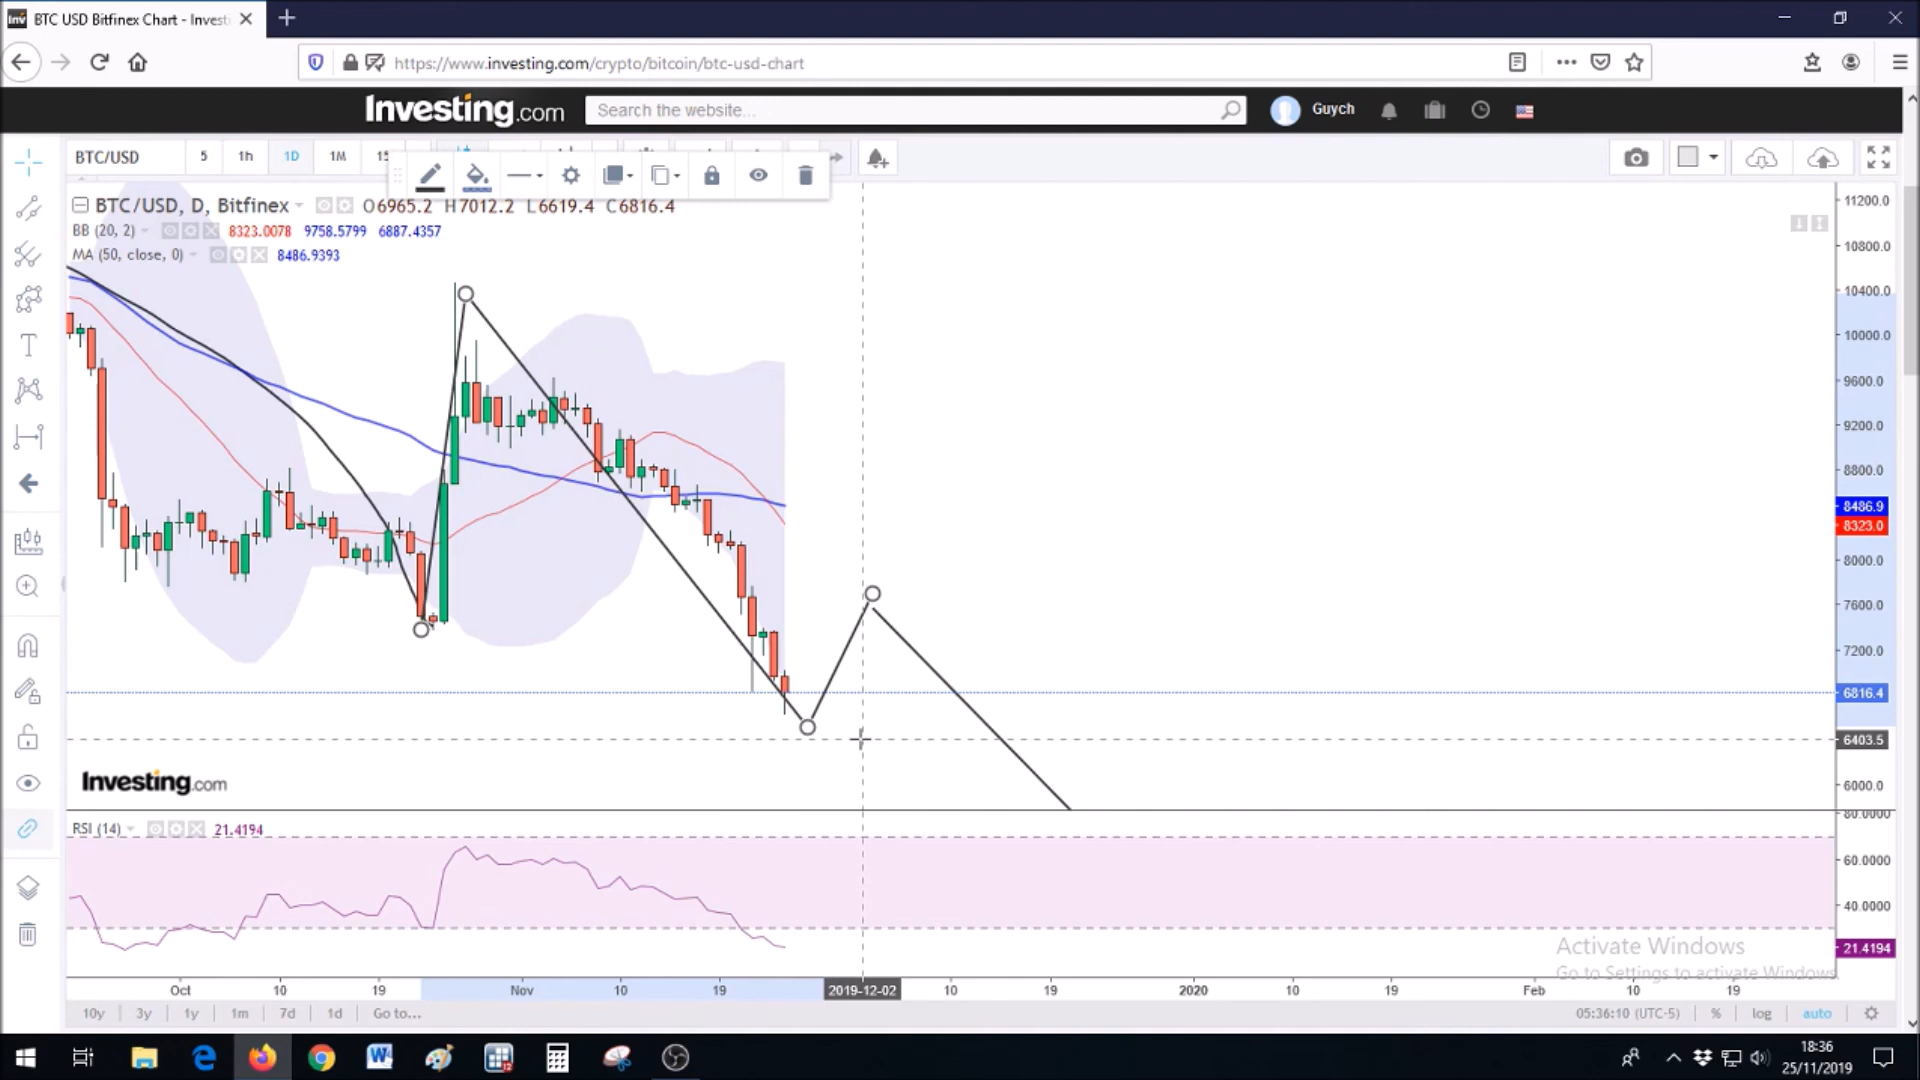 BTC USD Bitfinex Chart - Invest
https://www.investing.com/crypto/bitcoin/btc-usd-chart
Investing.com
Search the website...
Guych
BTC/USD
5
1h
1D
1M
15
BTC/USD, D, Bitfinex
O6965.2 H7012.2 L6619.4 C6816.4
BB (20, 2)
8323.0078 9758.5799 6887.4357
MA (50, close, 0)
8486.9393
11200.0
10800.0
10400.0
10000.0
9600.0
9200.0
8800.0
8486.9
8323.0
8000.0
7600.0
7200.0
6816.4
6403.5
6000.0
Investing.com
RSI (14)
21.4194
80.0000
60.0000
40.0000
21.4194
Activate Windows
Go to Settings to activate Windows.
Oct 10 19 Nov 10 19 2019-12-02 10 19 2020 10 19 Feb 10 19
10y 3y 1y 1m 7d 1d Go to...
05:36:10 (UTC-5) % log auto
18:36
25/11/2019